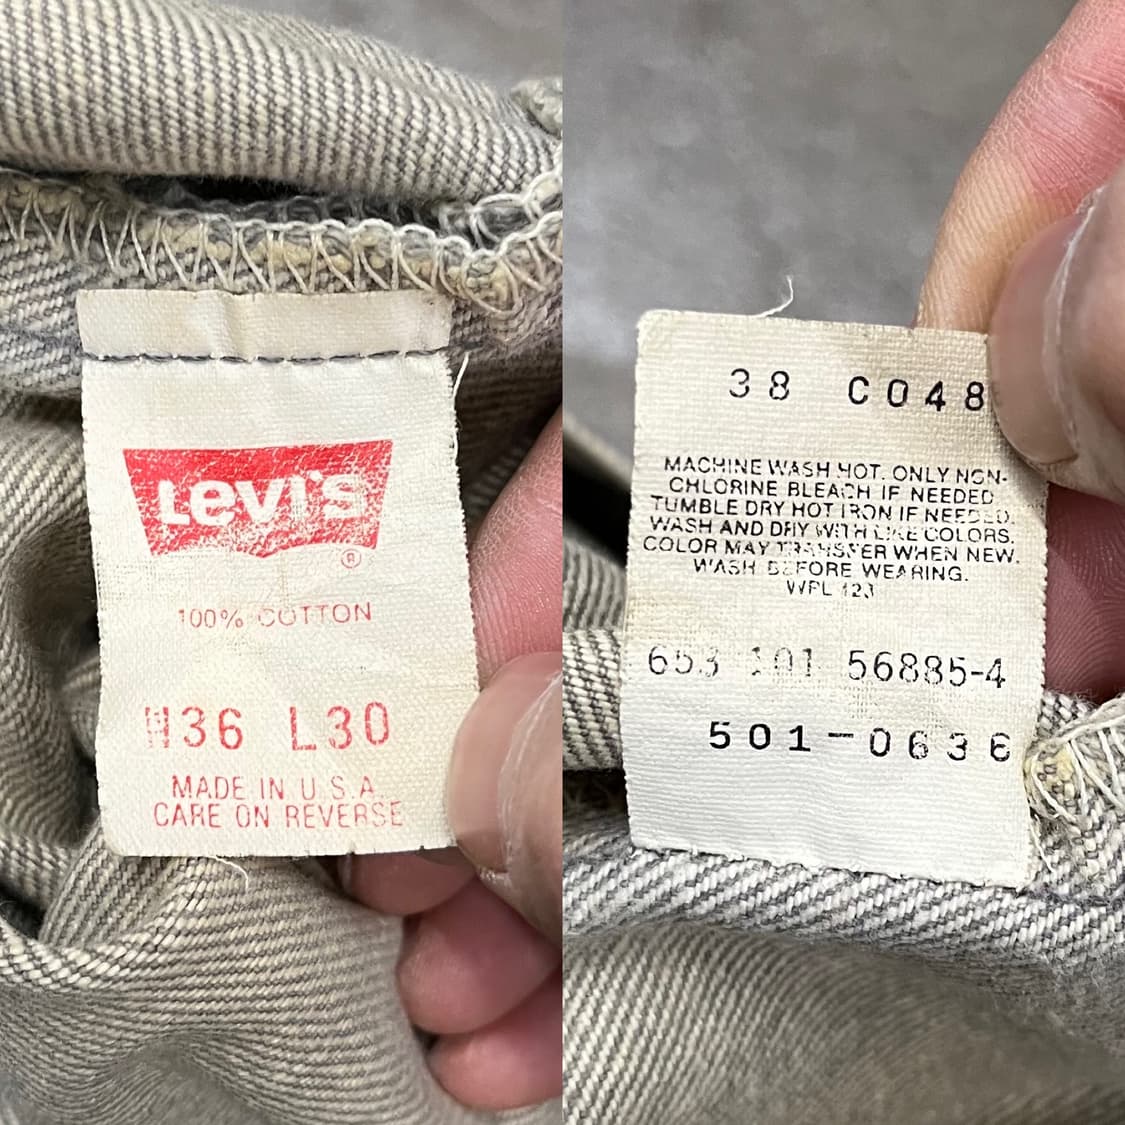 Levi's
®
100% COTTON
W36 L30
MADE IN U.S.A.
CARE ON REVERSE
38 C048
MACHINE WASH HOT. ONLY NON-
CHLORINE BLEACH IF NEEDED
TUMBLE DRY HOT IRON IF NEEDED.
WASH AND DRY WITH LIKE COLORS.
COLOR MAY TRANSFER WHEN NEW.
WASH BEFORE WEARING.
WPL 423
653 101 56885-4
501-0636